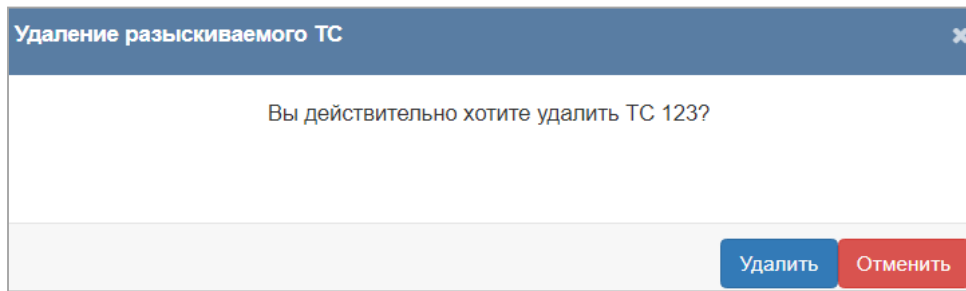 Удаление разыскиваемого ТС
Вы действительно хотите удалить ТС 123?
Удалить Отменить